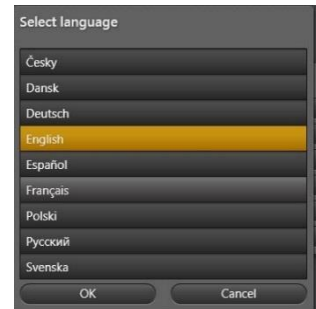 Select language
Česky
Dansk
Deutsch
English
Español
Français
Polski
Русский
Svenska
OK Cancel